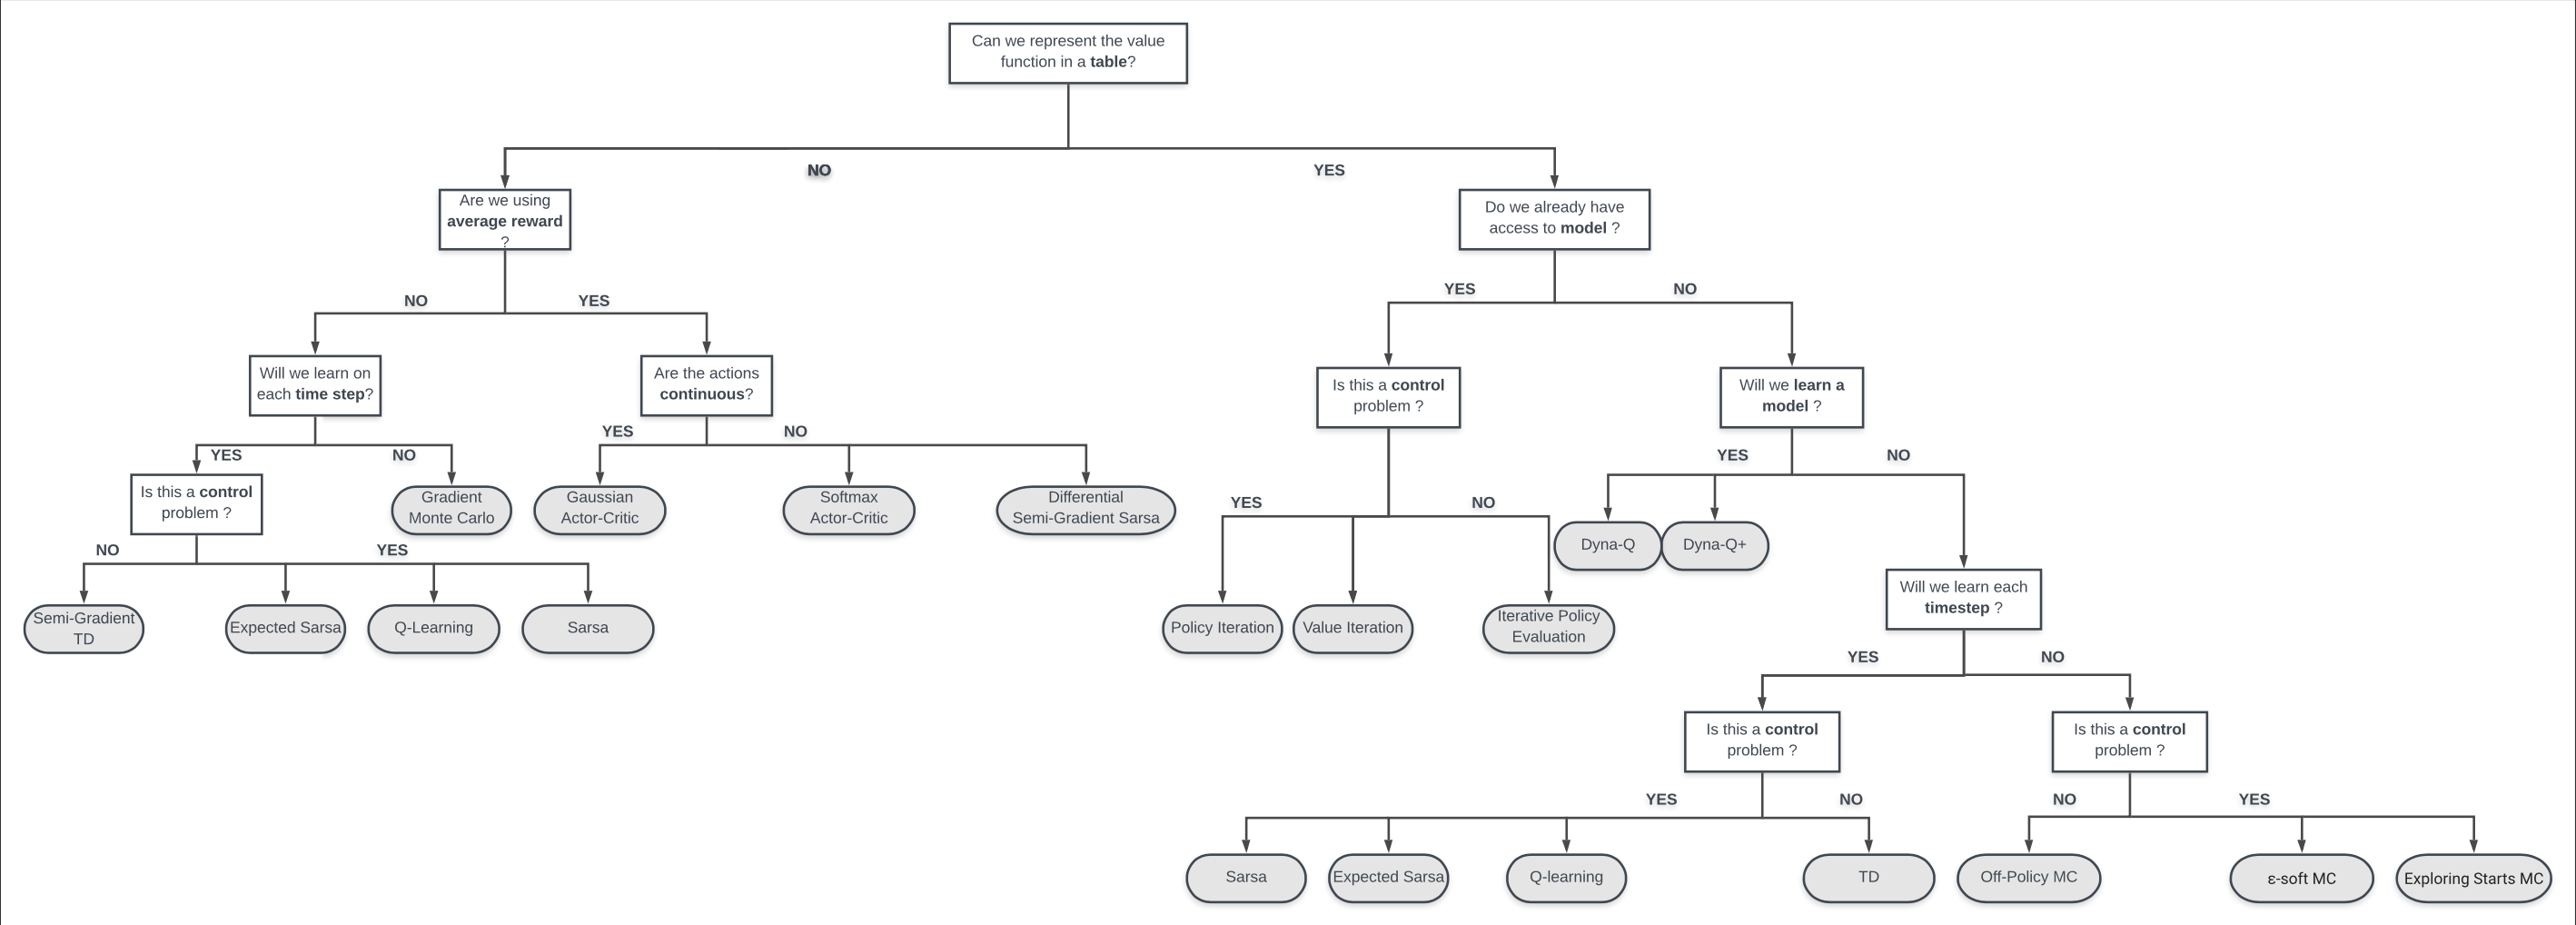 Can we represent the value
function in a table?
NO
YES
Are we using
average reward
?
Do we already have
access to model ?
NO
YES
YES
NO
Will we learn on
each time step?
Are the actions
continuous?
Is this a control
problem ?
Will we learn a
model ?
YES
NO
YES
NO
YES
NO
Is this a control
problem ?
Gradient
Monte Carlo
Gaussian
Actor-Critic
Softmax
Actor-Critic
Differential
Semi-Gradient Sarsa
YES
NO
Dyna-Q
Dyna-Q+
NO
YES
Will we learn each
timestep ?
Semi-Gradient
TD
Expected Sarsa
Q-Learning
Sarsa
Policy Iteration
Value Iteration
Iterative Policy
Evaluation
YES
NO
Is this a control
problem ?
Is this a control
problem ?
YES
NO
NO
YES
Sarsa
Expected Sarsa
Q-learning
TD
Off-Policy MC
ε-soft MC
Exploring Starts MC